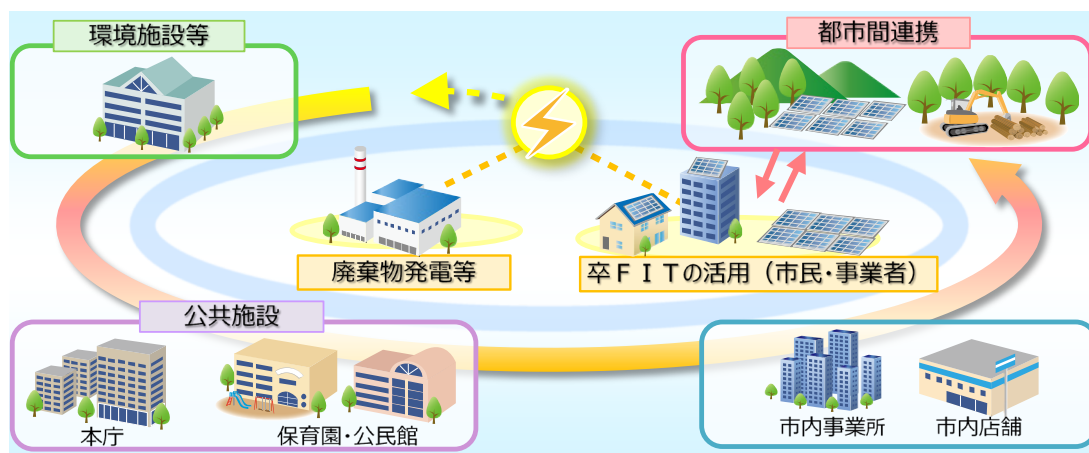 環境施設等
都市間連携
廃棄物発電等
卒ＦＩＴの活用（市民･事業者）
公共施設
本庁
保育園･公民館
市内事業所
市内店舗